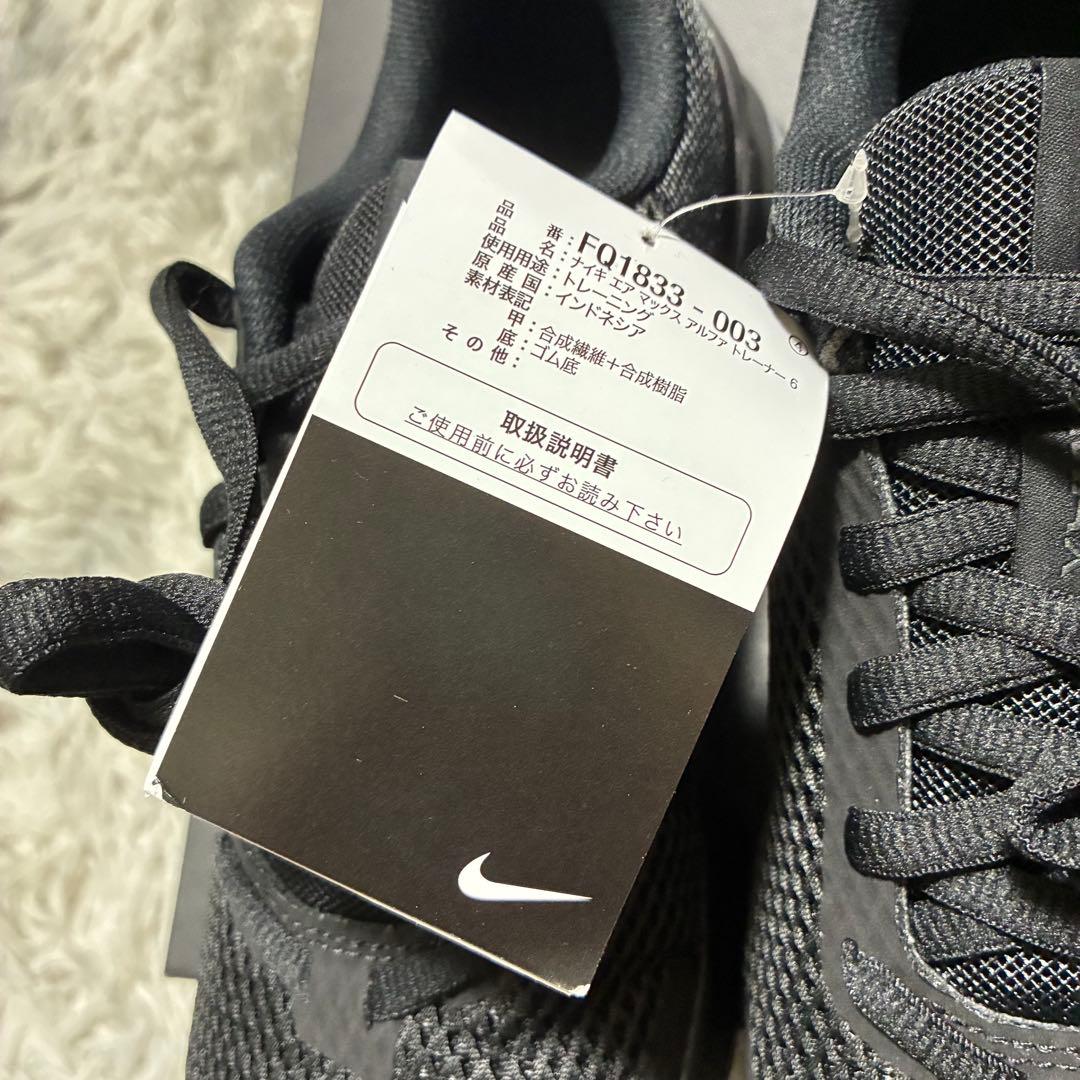 品番：FQ1833 - 003
品名：ナイキ エア マックス アルファ トレーナー 6
使用用途：トレーニング
原産国：インドネシア
素材表記
甲：合成繊維＋合成樹脂
底：ゴム底
その他：
取扱説明書
ご使用前に必ずお読み下さい